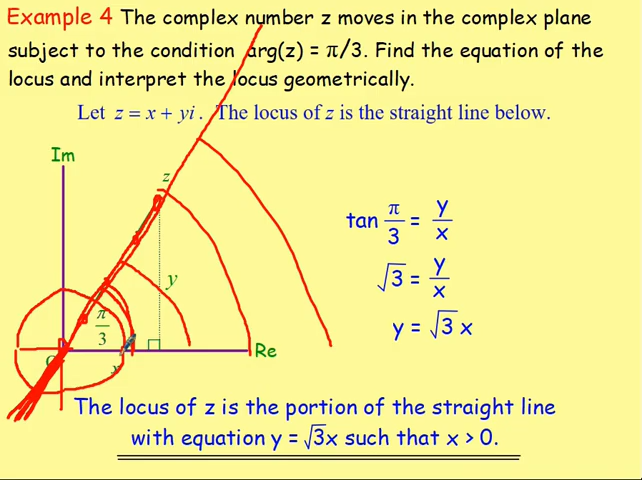 Example 4 The complex number z moves in the complex plane
subject to the condition arg(z) = π/3. Find the equation of the
locus and interpret the locus geometrically.
Let z = x + yi. The locus of z is the straight line below.
Im
z
y
π/3
O
x
Re
tan π/3 = y/x
√3 = y/x
y = √3 x
The locus of z is the portion of the straight line
with equation y = √3x such that x > 0.